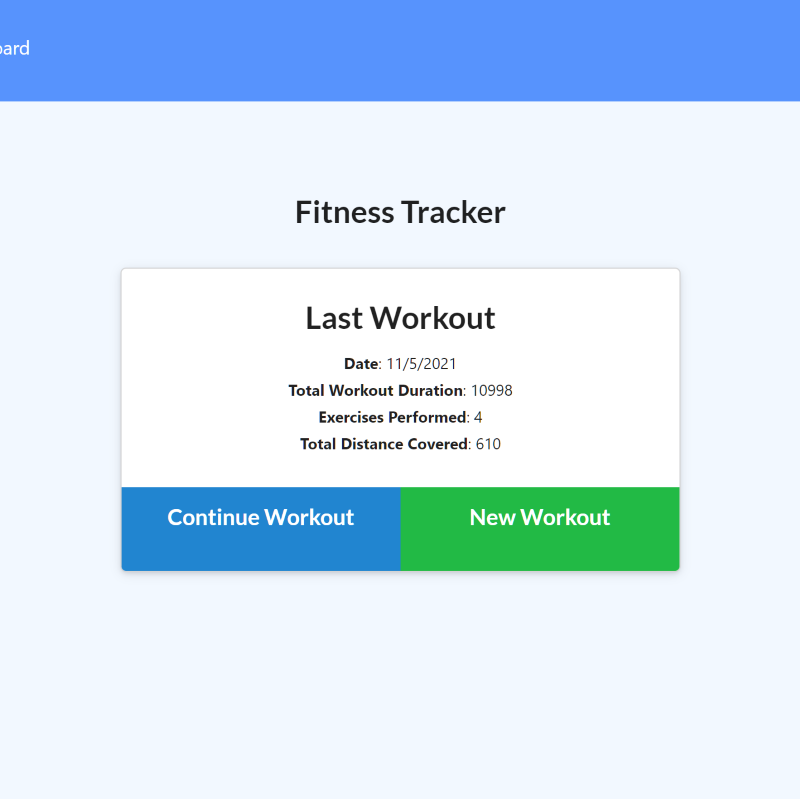 Fitness Tracker
Last Workout
Date: 11/5/2021
Total Workout Duration: 10998
Exercises Performed: 4
Total Distance Covered: 610
Continue Workout New Workout